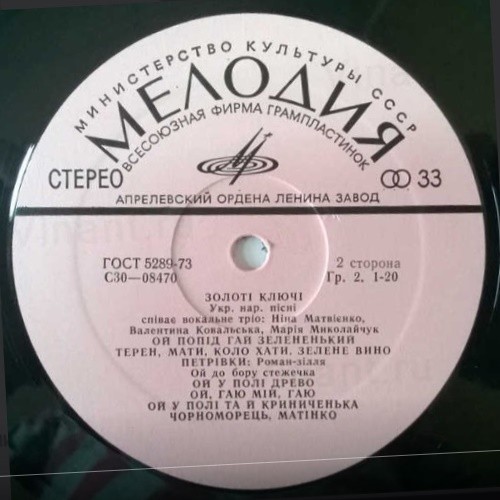 МИНИСТЕРСТВО КУЛЬТУРЫ СССР
МЕЛОДИЯ
ВСЕСОЮЗНАЯ ФИРМА ГРАМПЛАСТИНОК
СТЕРЕО
33
АПРЕЛЕВСКИЙ ОРДЕНА ЛЕНИНА ЗАВОД
ГОСТ 5289-73
2 сторона
С30—08470
Гр. 2. 1-20
ЗОЛОТІ КЛЮЧІ
Укр. нар. пісні
співає вокальне тріо: Ніна Матвієнко,
Валентина Ковальська, Марія Миколайчук
ОЙ ПОПІД ГАЙ ЗЕЛЕНЕНЬКИЙ
ТЕРЕН, МАТИ, КОЛО ХАТИ, ЗЕЛЕНЕ ВИНО
ПЕТРІВКИ: Роман-зілля
Ой до бору стежечка
ОЙ У ПОЛІ ДРЕВО
ОЙ, ГАЮ МІЙ, ГАЮ
ОЙ У ПОЛІ ТА Й КРИНИЧЕНЬКА
ЧОРНОМОРЕЦЬ, МАТІНКО